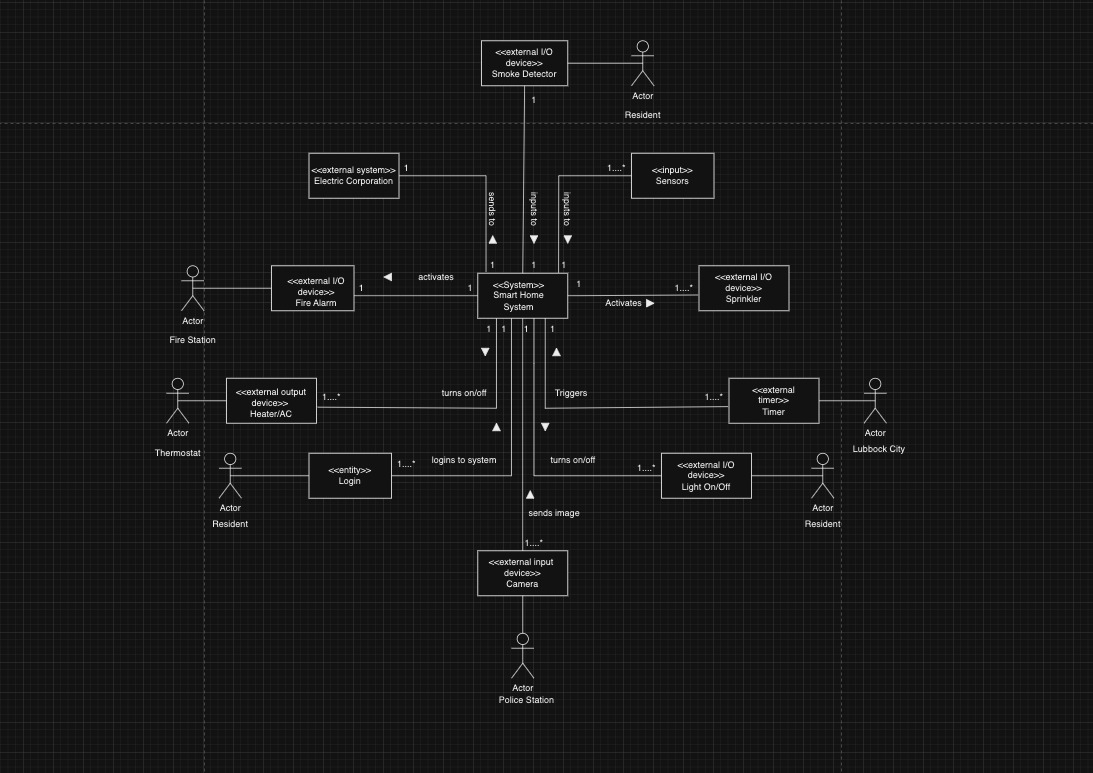 <<external I/O
device>>
Smoke Detector
Actor
Resident
1
<<external system>>
Electric Corporation
1
1....*
<<input>>
Sensors
sends to
inputs to
inputs to
1
1
1
<<external I/O
device>>
Fire Alarm
Actor
Fire Station
1
activates
1
<<System>>
Smart Home
System
1
Activates
1....*
<<external I/O
device>>
Sprinkler
1
1
1
1
Actor
Thermostat
<<external output
device>>
Heater/AC
1....*
turns on/off
Triggers
1....*
<<external
timer>>
Timer
Actor
Lubbock City
Actor
Resident
<<entity>>
Login
1....*
logins to system
turns on/off
1....*
<<external I/O
device>>
Light On/Off
Actor
Resident
sends image
1....*
<<external input
device>>
Camera
Actor
Police Station